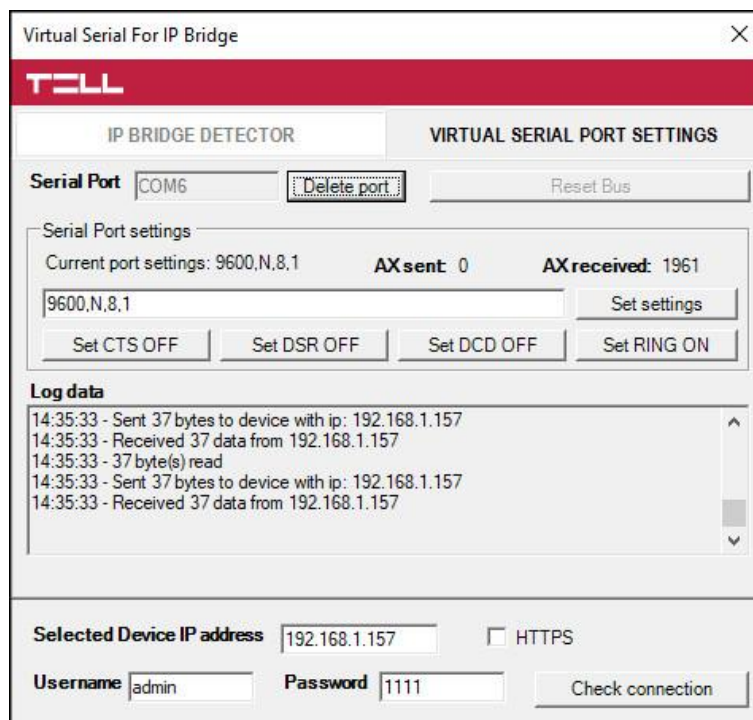 Virtual Serial For IP Bridge
TELL
IP BRIDGE DETECTOR VIRTUAL SERIAL PORT SETTINGS
Serial Port COM6 Delete port Reset Bus
Serial Port settings
Current port settings: 9600,N,8,1 AX sent: 0 AX received: 1961
9600,N,8,1 Set settings
Set CTS OFF Set DSR OFF Set DCD OFF Set RING ON
Log data
14:35:33 - Sent 37 bytes to device with ip: 192.168.1.157
14:35:33 - Received 37 data from 192.168.1.157
14:35:33 - 37 byte(s) read
14:35:33 - Sent 37 bytes to device with ip: 192.168.1.157
14:35:33 - Received 37 data from 192.168.1.157
Selected Device IP address 192.168.1.157 HTTPS
Username admin Password 1111 Check connection